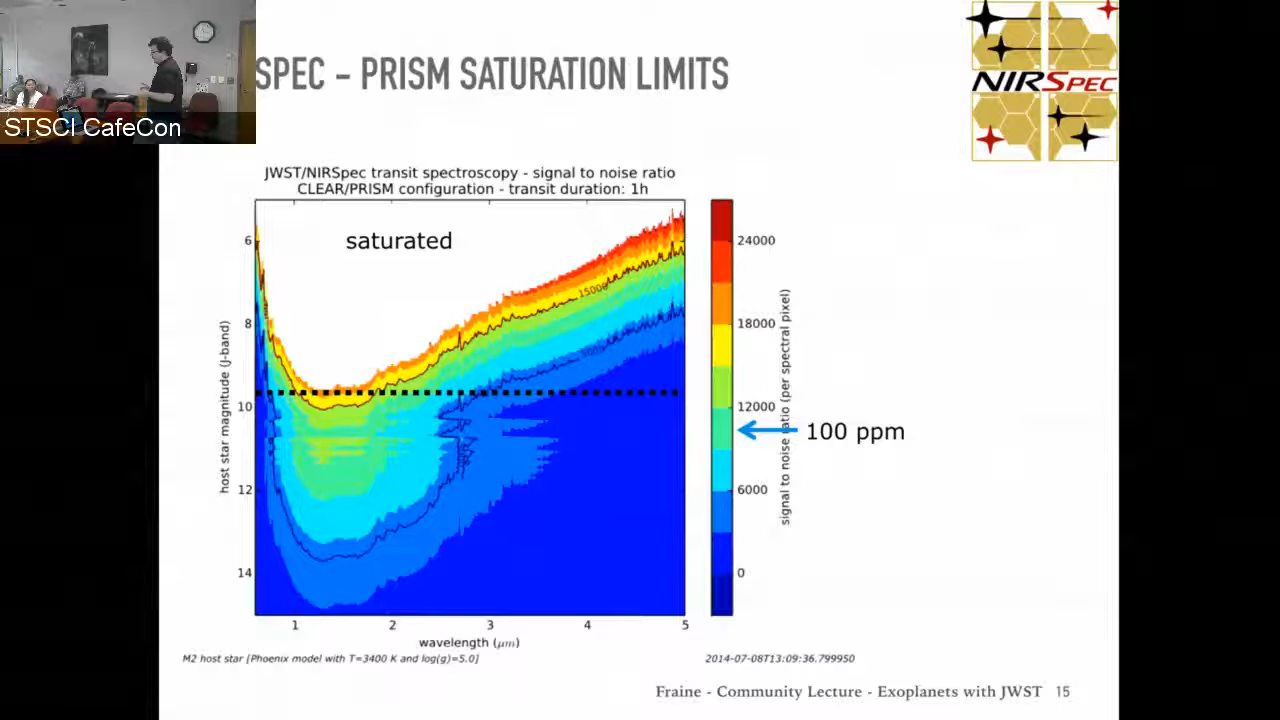 SPEC – PRISM SATURATION LIMITS
NIRSPEC
STSCI CafeCon
JWST/NIRSpec transit spectroscopy - signal to noise ratio
CLEAR/PRISM configuration - transit duration: 1h
saturated
15000
6
8
10
12
14
host star magnitude (J-band)
1 2 3 4 5
wavelength (μm)
24000
18000
12000
6000
0
signal to noise ratio (per spectral pixel)
100 ppm
M2 host star [Phoenix model with T=3400 K and log(g)=5.0]
2014-07-08T13:09:36.799950
Fraine - Community Lecture - Exoplanets with JWST 15